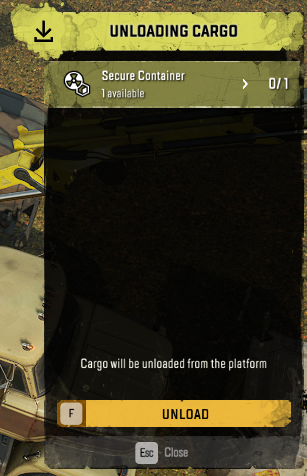 UNLOADING CARGO
Secure Container
1 available
0/1
Cargo will be unloaded from the platform
F UNLOAD
Esc Close